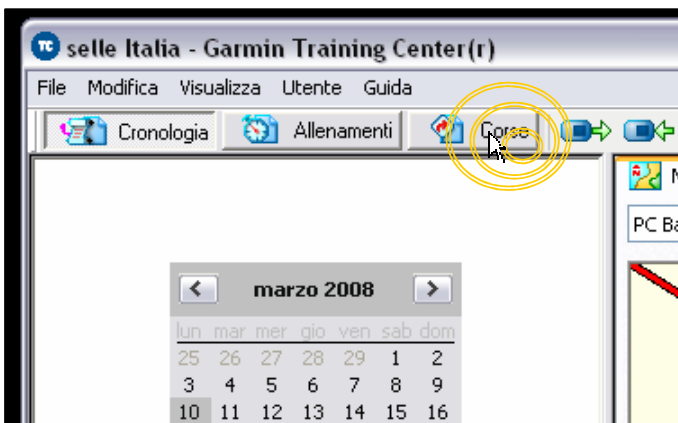 TC selle Italia - Garmin Training Center(r)
File Modifica Visualizza Utente Guida
Cronologia Allenamenti Corse
PC Ba
marzo 2008
lun mar mer gio ven sab dom
25 26 27 28 29 1 2
3 4 5 6 7 8 9
10 11 12 13 14 15 16